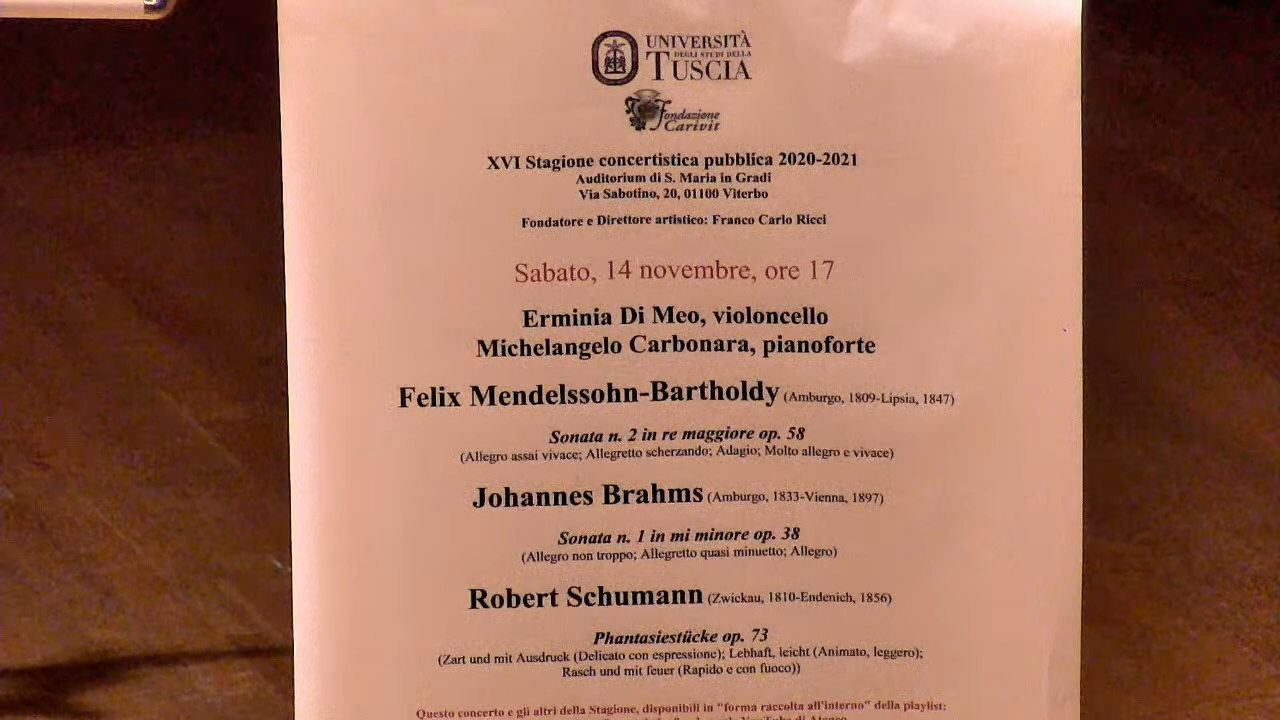 UNIVERSITÀ
DEGLI STUDI DELLA
TUSCIA
Fondazione
Carivit
XVI Stagione concertistica pubblica 2020-2021
Auditorium di S. Maria in Gradi
Via Sabotino, 20, 01100 Viterbo
Fondatore e Direttore artistico: Franco Carlo Ricci
Sabato, 14 novembre, ore 17
Erminia Di Meo, violoncello
Michelangelo Carbonara, pianoforte
Felix Mendelssohn-Bartholdy (Amburgo, 1809-Lipsia, 1847)
Sonata n. 2 in re maggiore op. 58
(Allegro assai vivace; Allegretto scherzando; Adagio; Molto allegro e vivace)
Johannes Brahms (Amburgo, 1833-Vienna, 1897)
Sonata n. 1 in mi minore op. 38
(Allegro non troppo; Allegretto quasi minuetto; Allegro)
Robert Schumann (Zwickau, 1810-Endenich, 1856)
Phantasiestücke op. 73
(Zart und mit Ausdruck (Delicato con espressione); Lebhaft, leicht (Animato, leggero);
Rasch und mit feuer (Rapido e con fuoco))
Questo concerto e gli altri della Stagione, disponibili in "forma raccolta all'interno" della playlist:
YouTube di Ateneo